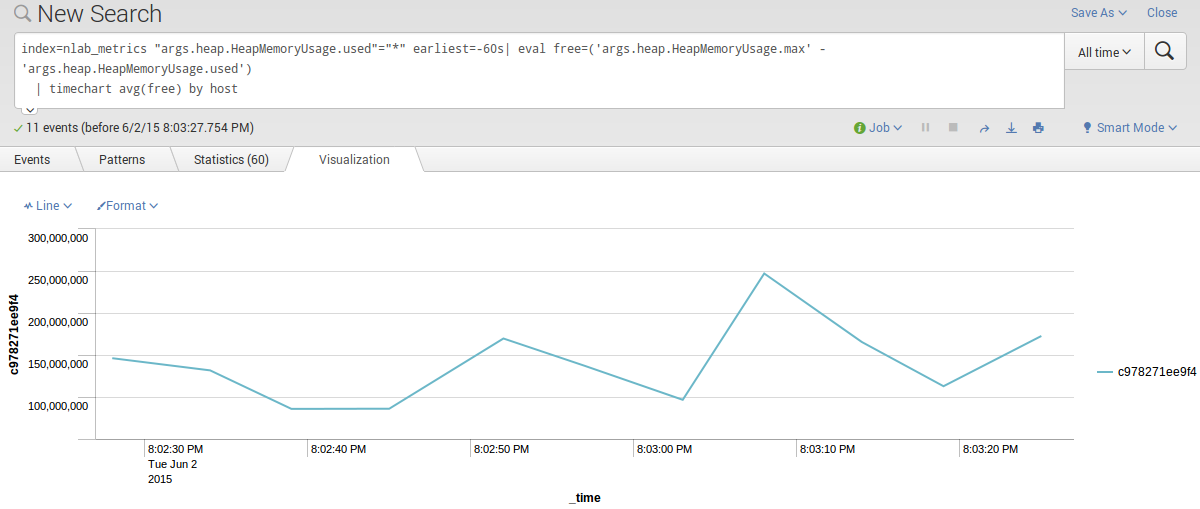 New Search
Save As
Close
index=nlab_metrics "args.heap.HeapMemoryUsage.used"="*" earliest=-60s| eval free=('args.heap.HeapMemoryUsage.max' -
'args.heap.HeapMemoryUsage.used')
| timechart avg(free) by host
All time
11 events (before 6/2/15 8:03:27.754 PM)
Job
Smart Mode
Events
Patterns
Statistics (60)
Visualization
Line
Format
300,000,000
250,000,000
200,000,000
150,000,000
100,000,000
c978271ee9f4
c978271ee9f4
8:02:30 PM
Tue Jun 2
2015
8:02:40 PM
8:02:50 PM
8:03:00 PM
8:03:10 PM
8:03:20 PM
_time